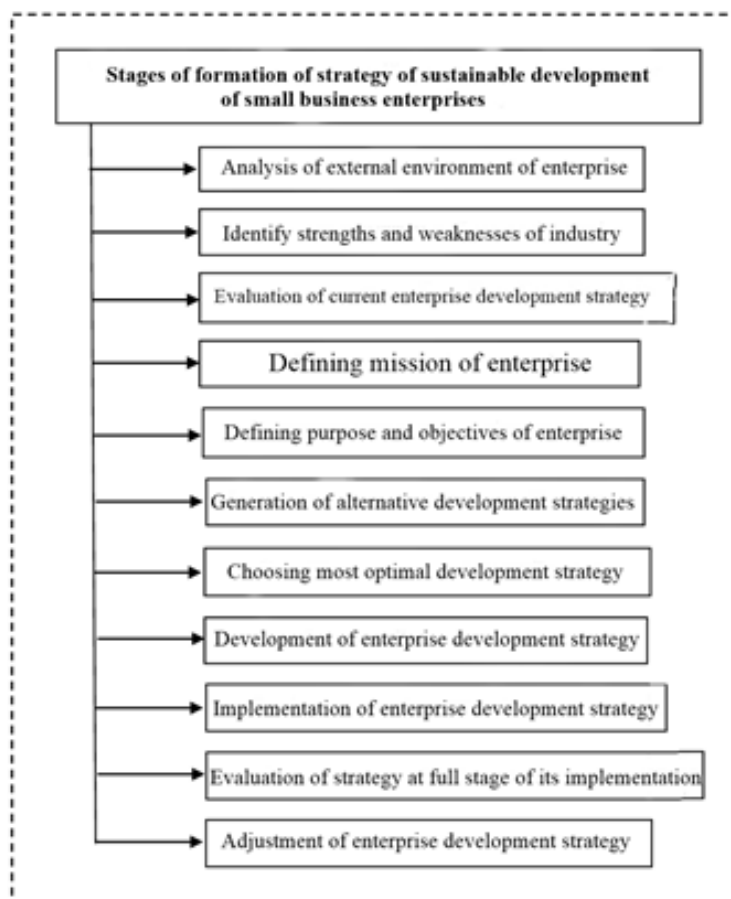 Stages of formation of strategy of sustainable development
of small business enterprises
Analysis of external environment of enterprise
Identify strengths and weaknesses of industry
Evaluation of current enterprise development strategy
Defining mission of enterprise
Defining purpose and objectives of enterprise
Generation of alternative development strategies
Choosing most optimal development strategy
Development of enterprise development strategy
Implementation of enterprise development strategy
Evaluation of strategy at full stage of its implementation
Adjustment of enterprise development strategy